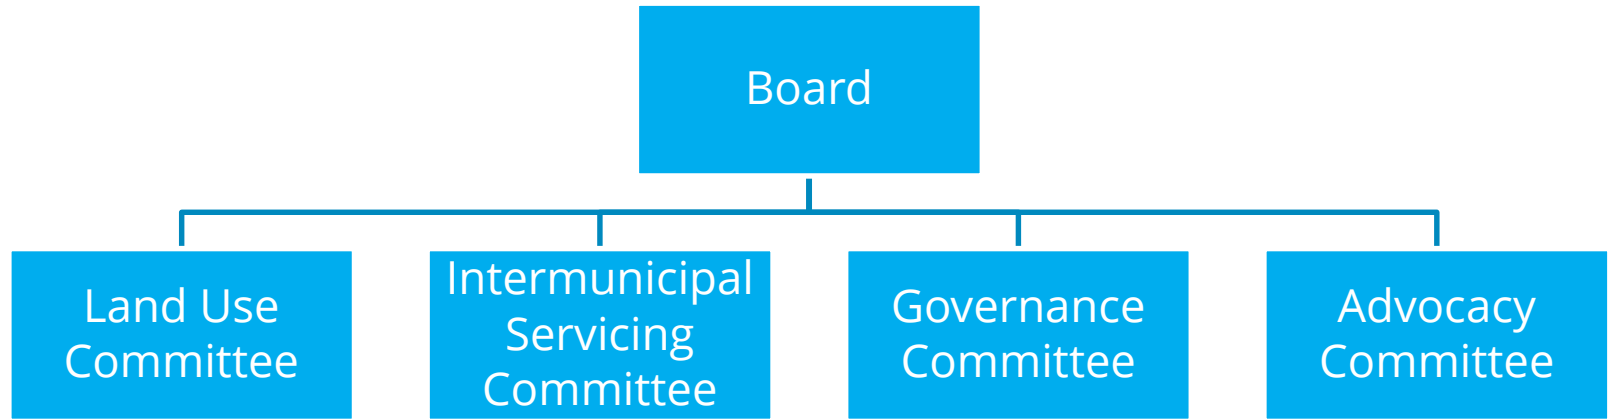 Board
Land Use
Committee
Intermunicipal
Servicing
Committee
Governance
Committee
Advocacy
Committee